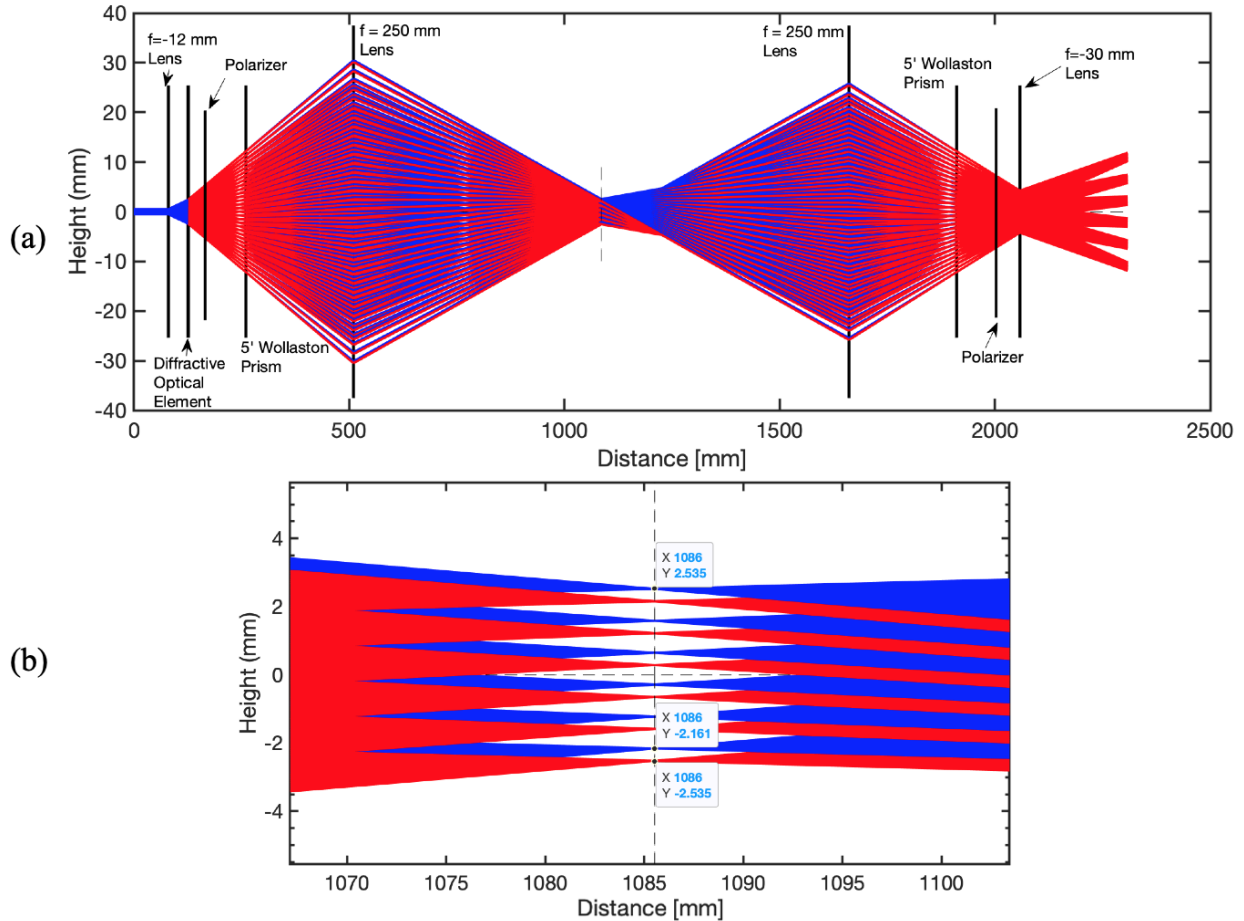 40
30
20
10
0
-10
-20
-30
-40
Height (mm)
(a)
f=-12 mm
Lens
Polarizer
f = 250 mm
Lens
f = 250 mm
Lens
5' Wollaston
Prism
f=-30 mm
Lens
Diffractive
Optical
Element
5' Wollaston
Prism
Polarizer
0
500
1000
1500
2000
2500
Distance [mm]
(b)
4
2
0
-2
-4
Height (mm)
X 1086
Y 2.535
X 1086
Y -2.161
X 1086
Y -2.535
1070
1075
1080
1085
1090
1095
1100
Distance [mm]